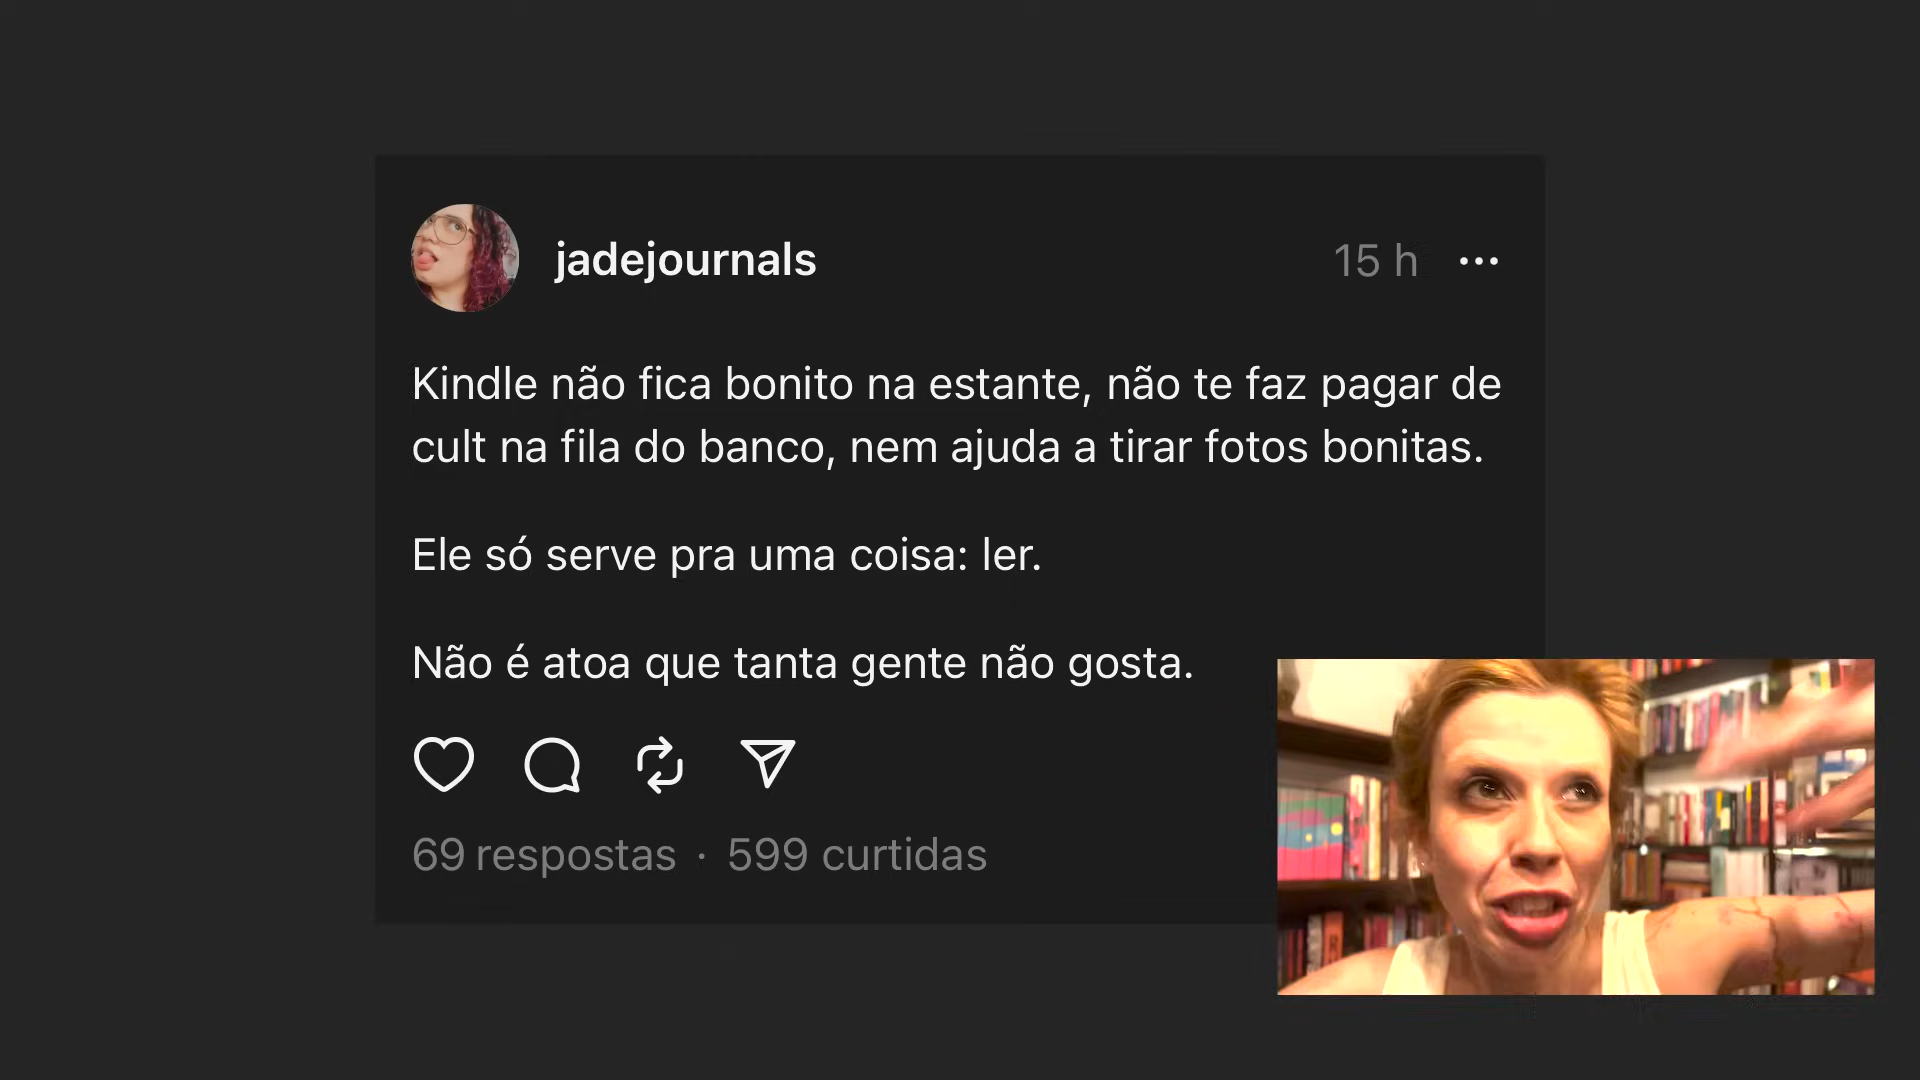 jadejournals
15 h
Kindle não fica bonito na estante, não te faz pagar de
cult na fila do banco, nem ajuda a tirar fotos bonitas.
Ele só serve pra uma coisa: ler.
Não é atoa que tanta gente não gosta.
69 respostas · 599 curtidas